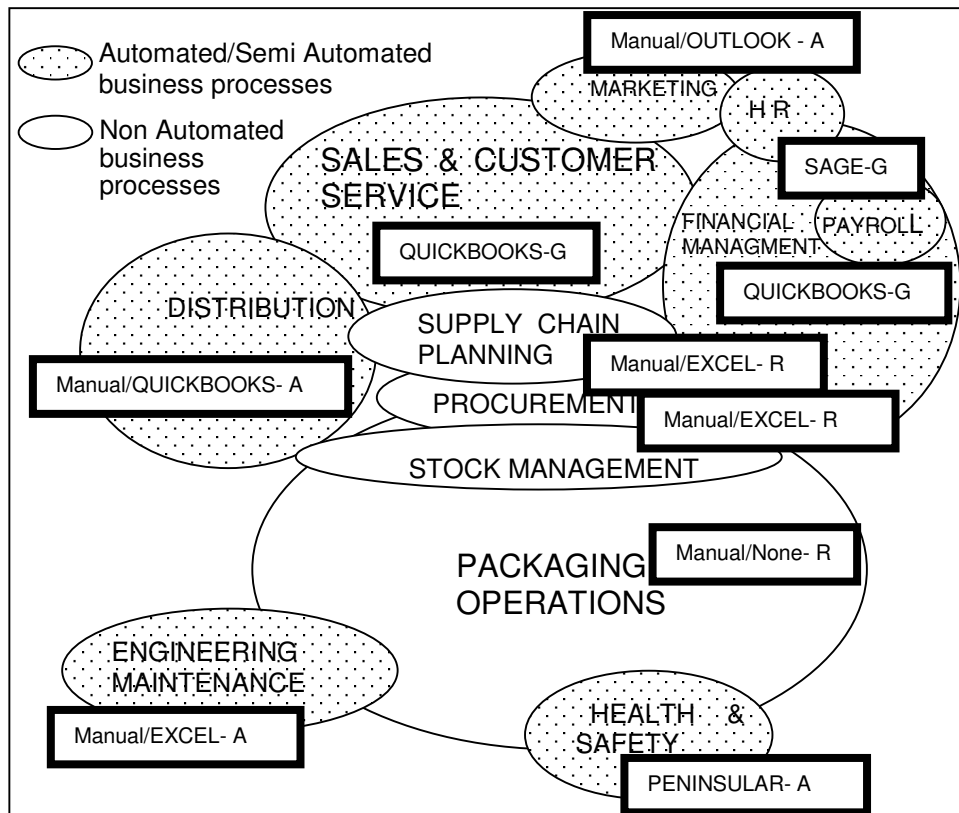 Automated/Semi Automated
business processes
Non Automated
business
processes
Manual/OUTLOOK - A
MARKETING
H R
SALES & CUSTOMER
SERVICE
SAGE-G
FINANCIAL
MANAGMENT
PAYROLL
QUICKBOOKS-G
QUICKBOOKS-G
DISTRIBUTION
SUPPLY CHAIN
PLANNING
Manual/EXCEL- R
Manual/QUICKBOOKS- A
PROCUREMENT
Manual/EXCEL- R
STOCK MANAGEMENT
Manual/None- R
PACKAGING
OPERATIONS
ENGINEERING
MAINTENANCE
Manual/EXCEL- A
HEALTH &
SAFETY
PENINSULAR- A